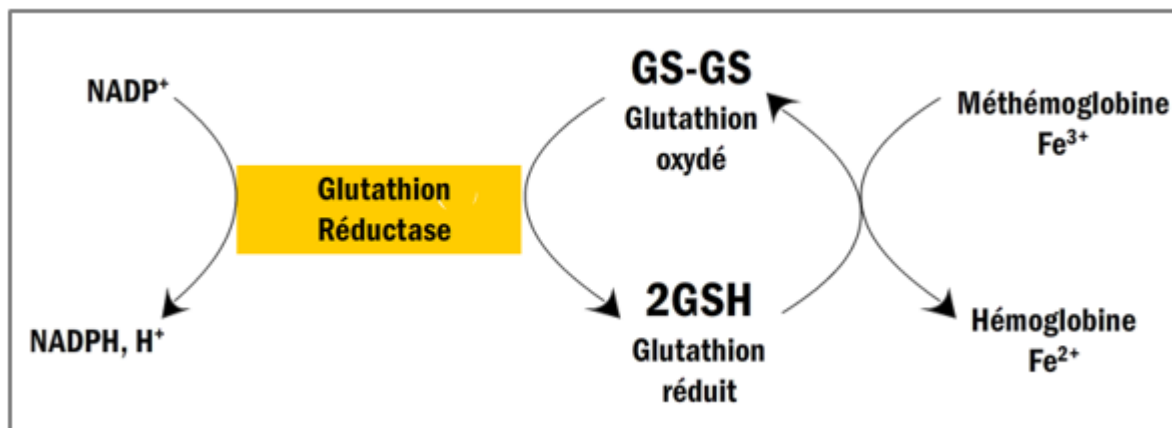 NADP⁺
NADPH, H⁺
Glutathion
Réductase
GS-GS
Glutathion
oxydé
2GSH
Glutathion
réduit
Méthémoglobine
Fe³⁺
Hémoglobine
Fe²⁺